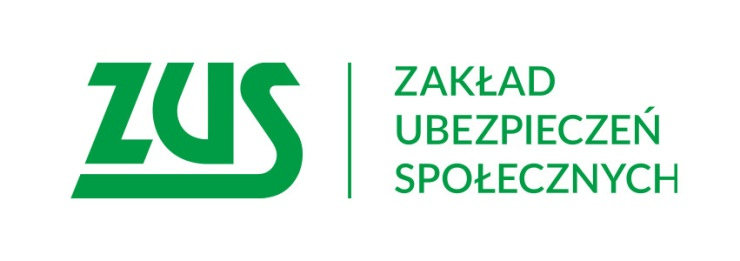 ZUS
ZAKŁAD
UBEZPIECZEŃ
SPOŁECZNYCH